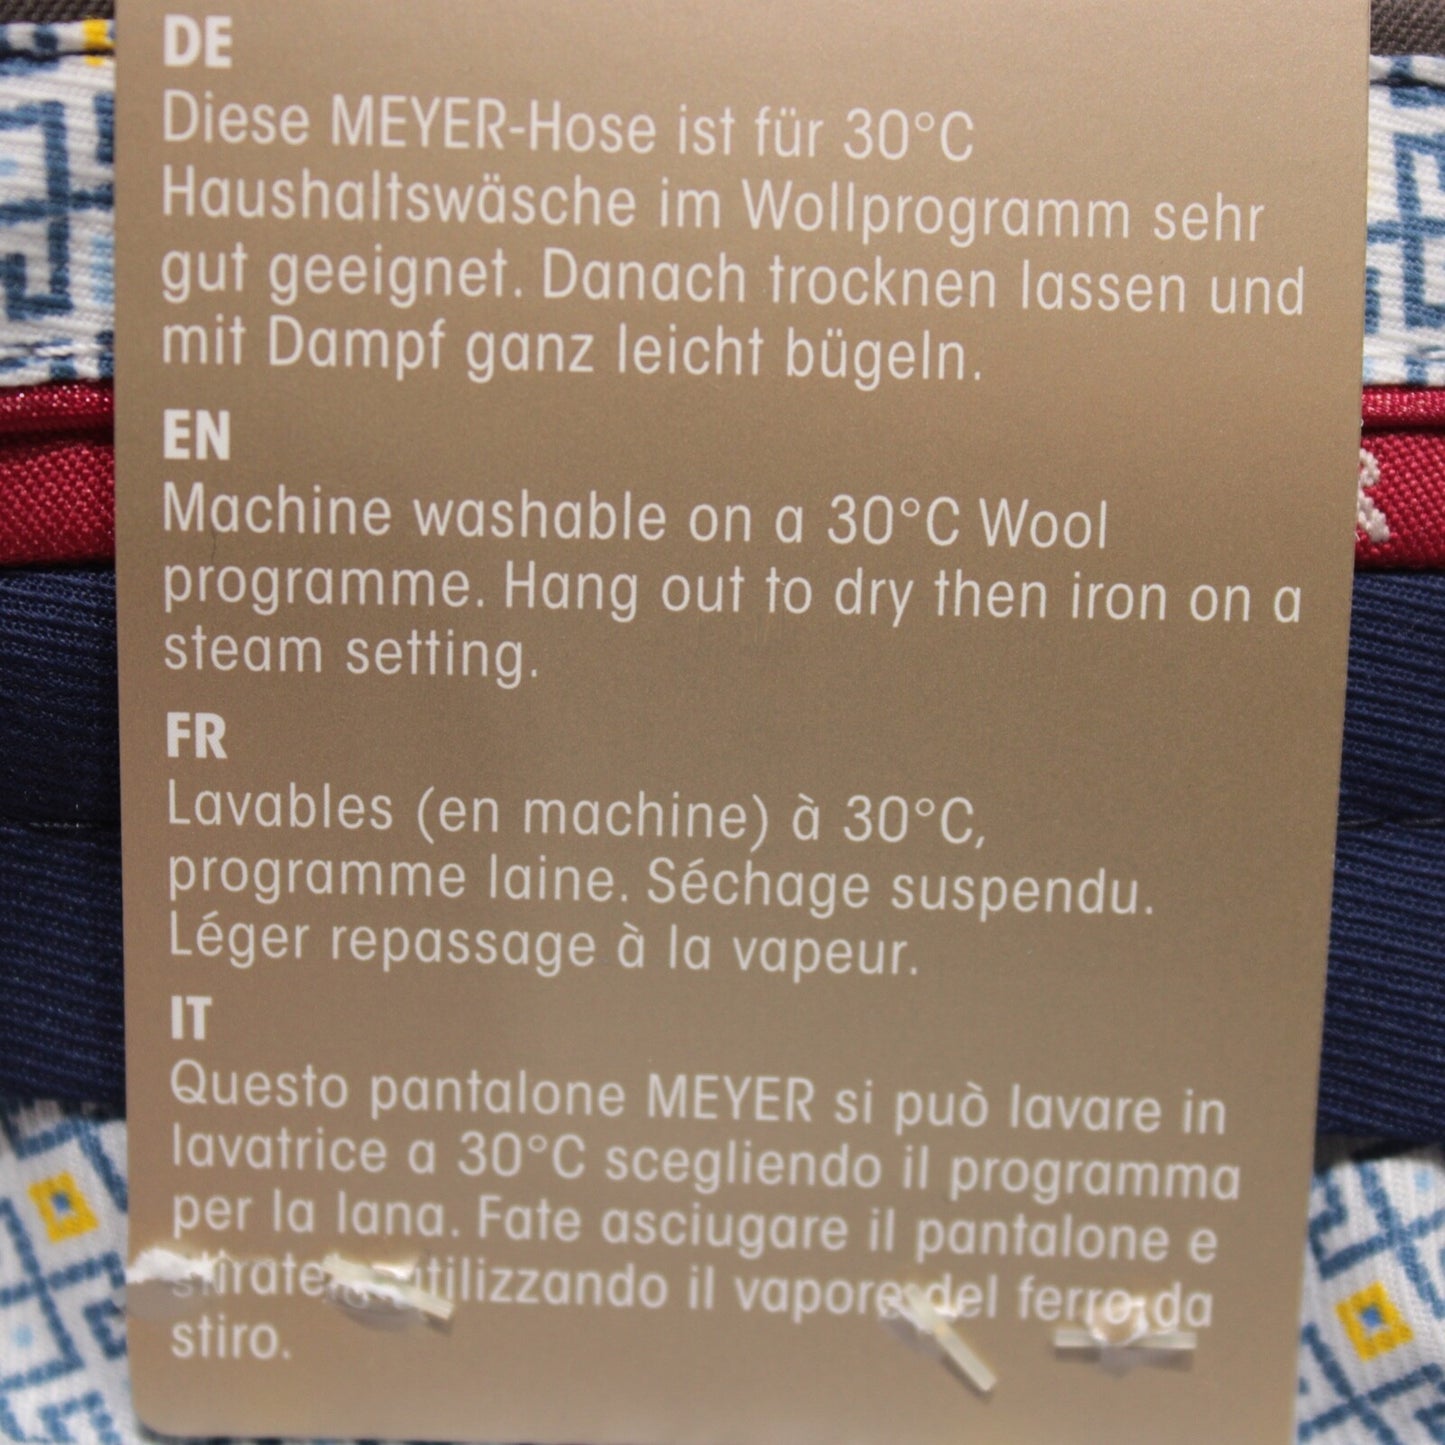 DE
Diese MEYER-Hose ist für 30°C
Haushaltswäsche im Wollprogramm sehr
gut geeignet. Danach trocknen lassen und
mit Dampf ganz leicht bügeln.
EN
Machine washable on a 30°C Wool
programme. Hang out to dry then iron on a
steam setting.
FR
Lavables (en machine) à 30°C,
programme laine. Séchage suspendu.
Léger repassage à la vapeur.
IT
Questo pantalone MEYER si può lavare in
lavatrice a 30°C scegliendo il programma
per la lana. Fate asciugare il pantalone e
stirate utilizzando il vapore del ferro da
stiro.